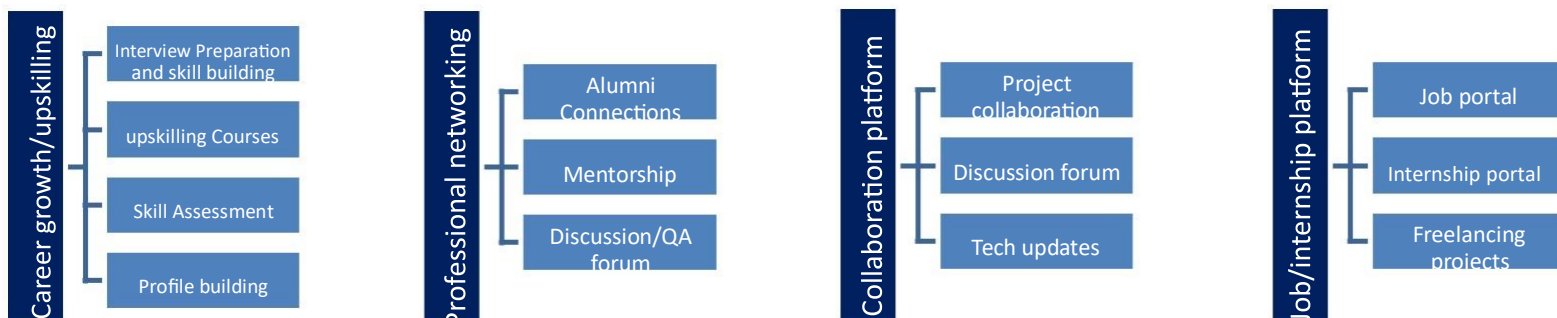 Career growth/upskilling
Interview Preparation
and skill building
upskilling Courses
Skill Assessment
Profile building
Professional networking
Alumni
Connections
Mentorship
Discussion/QA
forum
Collaboration platform
Project
collaboration
Discussion forum
Tech updates
Job/internship platform
Job portal
Internship portal
Freelancing
projects